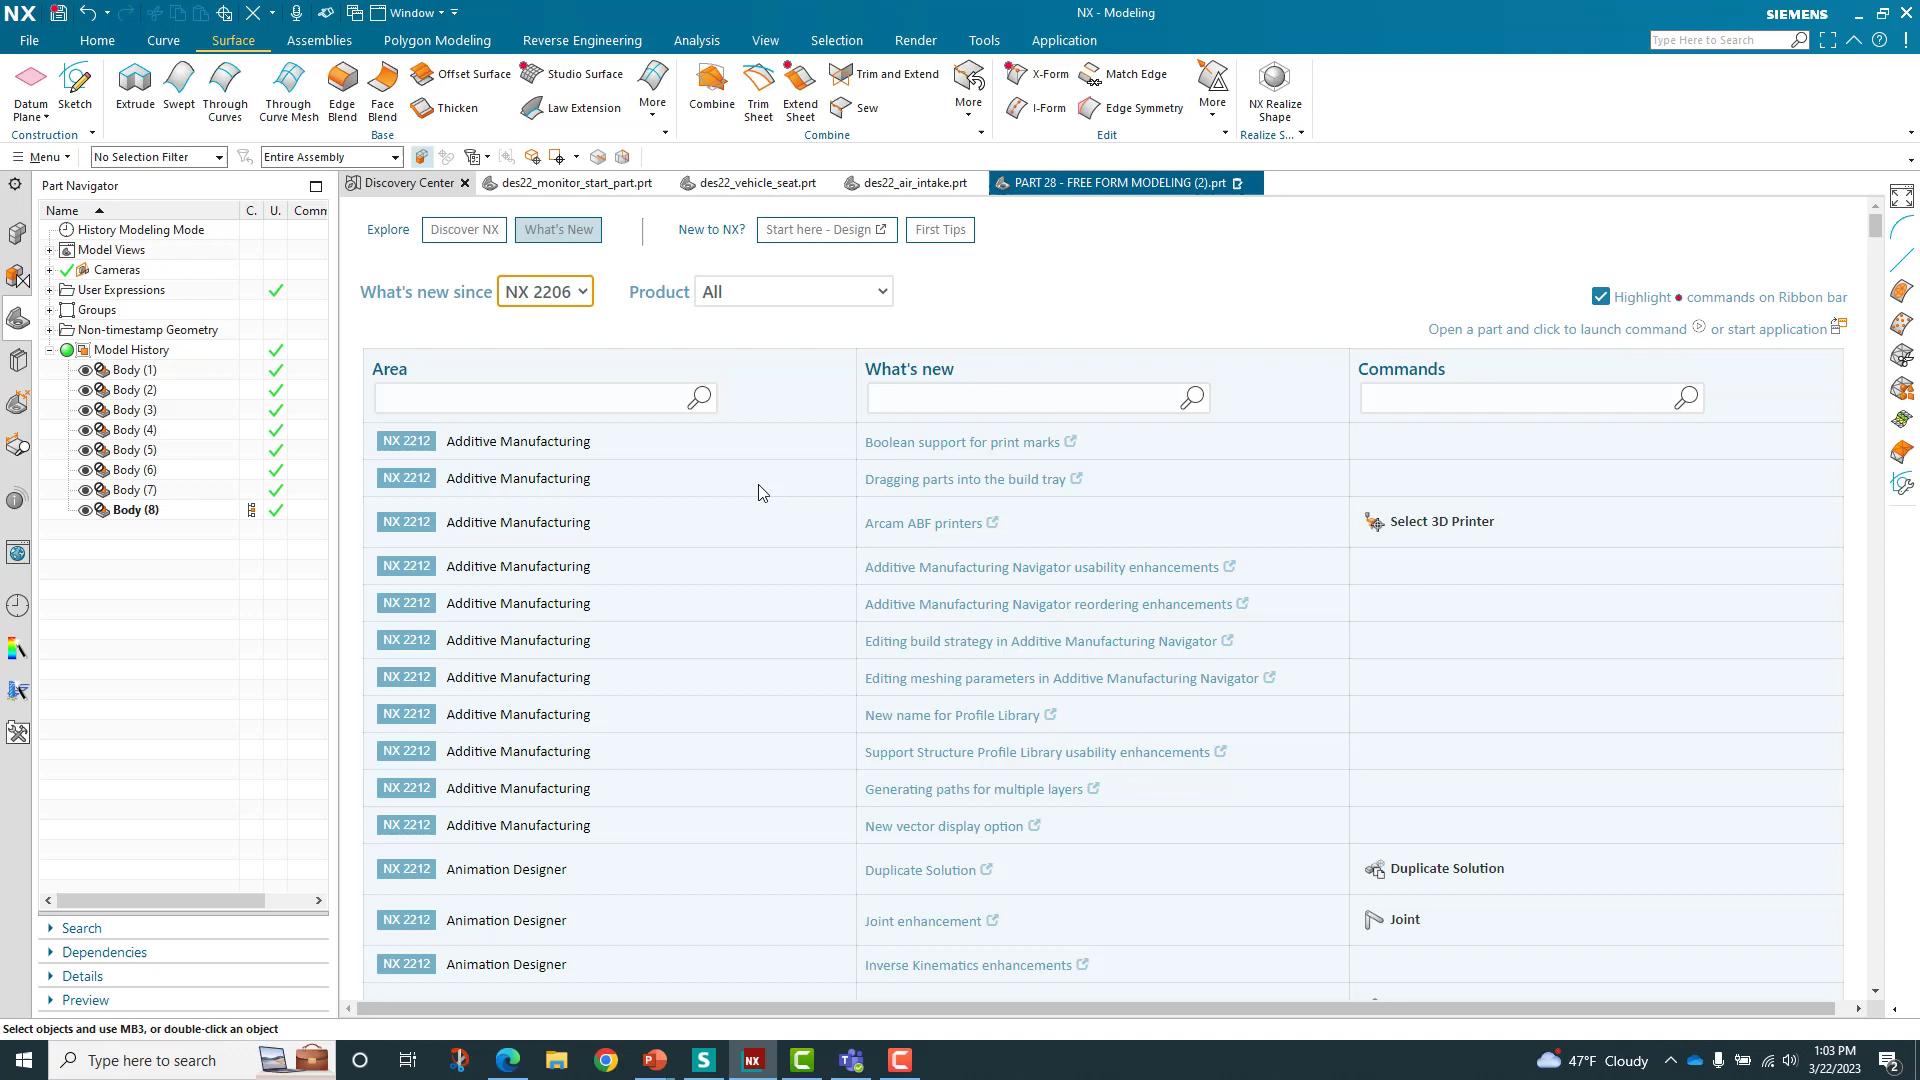 NX Window NX - Modeling SIEMENS
File Home Curve Surface Assemblies Polygon Modeling Reverse Engineering Analysis View Selection Render Tools Application Type Here to Search
Datum Plane Sketch
Construction
Extrude Swept Through Curves Through Curve Mesh Edge Blend Face Blend
Offset Surface
Thicken
Studio Surface
Law Extension
More
Base
Combine Trim Sheet Extend Sheet
Trim and Extend
Sew
More
Combine
X-Form
I-Form
Match Edge
Edge Symmetry
More
Edit
NX Realize Shape
Realize S...
Menu No Selection Filter Entire Assembly
Part Navigator
Name C. U. Comm
History Modeling Mode
Model Views
Cameras
User Expressions
Groups
Non-timestamp Geometry
Model History
Body (1)
Body (2)
Body (3)
Body (4)
Body (5)
Body (6)
Body (7)
Body (8)
Search
Dependencies
Details
Preview
Discovery Center des22_monitor_start_part.prt des22_vehicle_seat.prt des22_air_intake.prt PART 28 - FREE FORM MODELING (2).prt
Explore Discover NX What's New New to NX? Start here - Design First Tips
What's new since NX 2206 Product All
Highlight commands on Ribbon bar
Open a part and click to launch command or start application
Area What's new Commands
NX 2212 Additive Manufacturing Boolean support for print marks
NX 2212 Additive Manufacturing Dragging parts into the build tray
NX 2212 Additive Manufacturing Arcam ABF printers Select 3D Printer
NX 2212 Additive Manufacturing Additive Manufacturing Navigator usability enhancements
NX 2212 Additive Manufacturing Additive Manufacturing Navigator reordering enhancements
NX 2212 Additive Manufacturing Editing build strategy in Additive Manufacturing Navigator
NX 2212 Additive Manufacturing Editing meshing parameters in Additive Manufacturing Navigator
NX 2212 Additive Manufacturing New name for Profile Library
NX 2212 Additive Manufacturing Support Structure Profile Library usability enhancements
NX 2212 Additive Manufacturing Generating paths for multiple layers
NX 2212 Additive Manufacturing New vector display option
NX 2212 Animation Designer Duplicate Solution Duplicate Solution
NX 2212 Animation Designer Joint enhancement Joint
NX 2212 Animation Designer Inverse Kinematics enhancements
Select objects and use MB3, or double-click an object
Type here to search
NX
47°F Cloudy
1:03 PM
3/22/2023
2